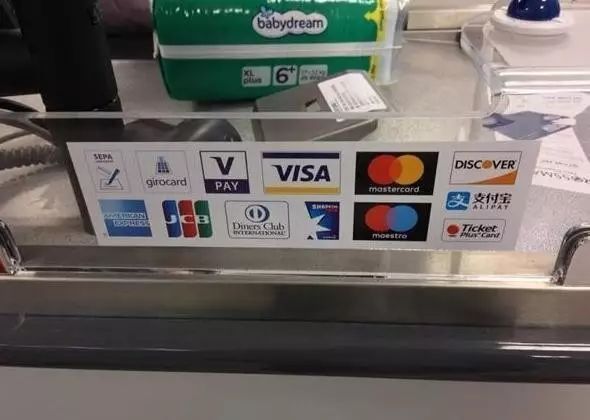 babydream
XL
plus
6+
SEPA
girocard
V
PAY
VISA
mastercard
DISCOVER
支付宝
ALIPAY
AMERICAN
EXPRESS
JCB
Diners Club
INTERNATIONAL
maestro
Ticket
Plus Card